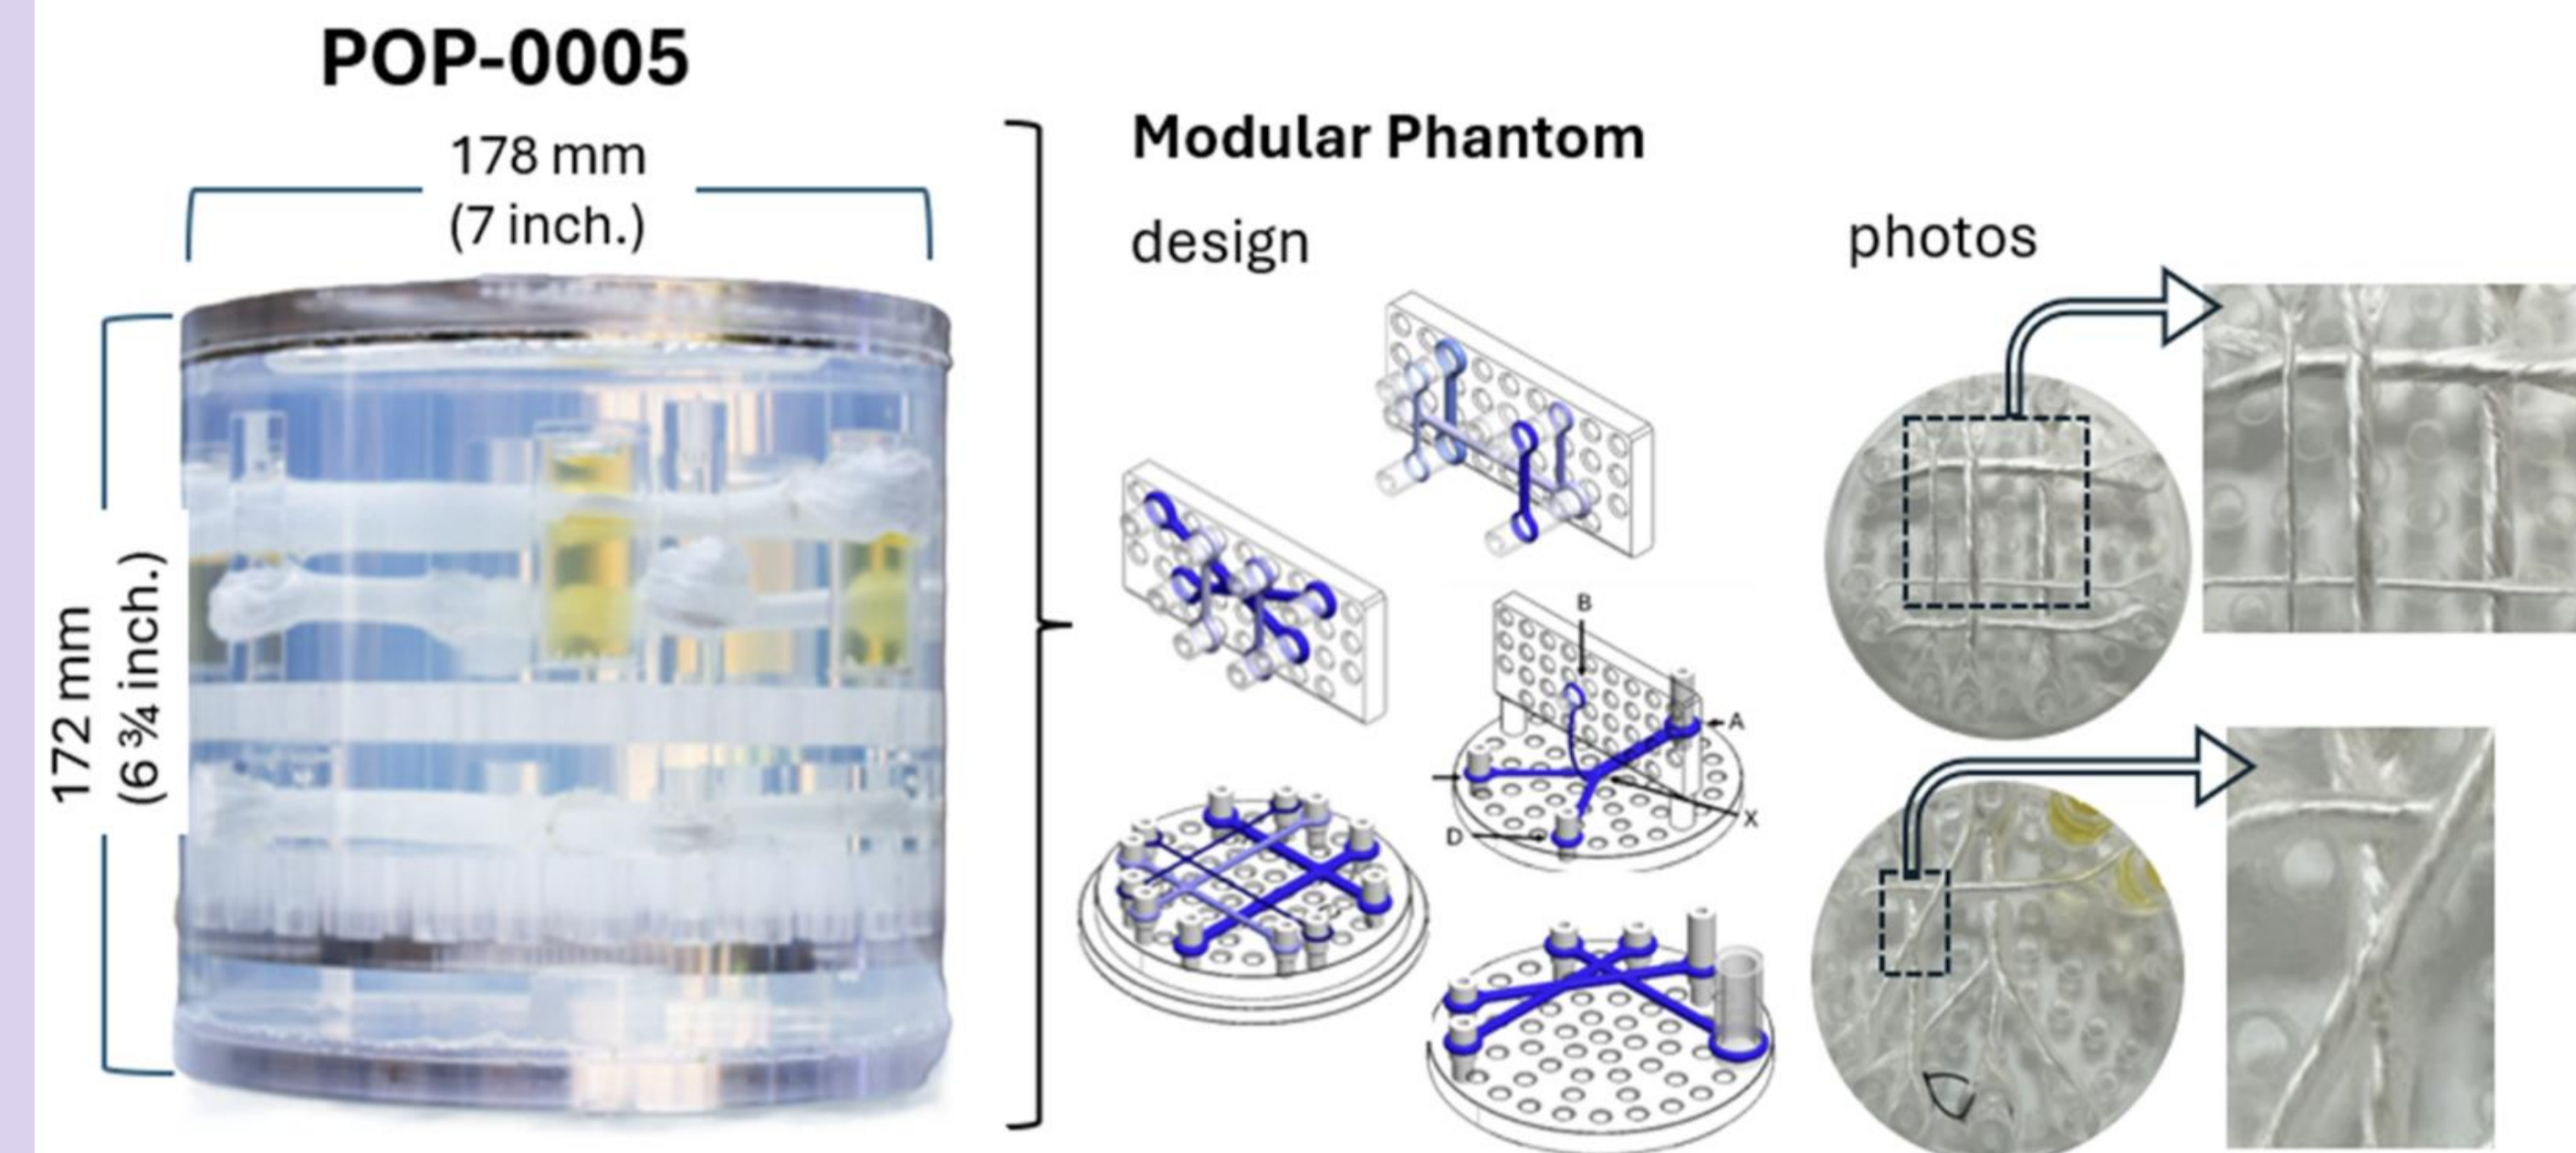 POP-0005
178 mm
(7 inch.)
172 mm
(6 ¾ inch.)
Modular Phantom
design
photos
B
A
X
D